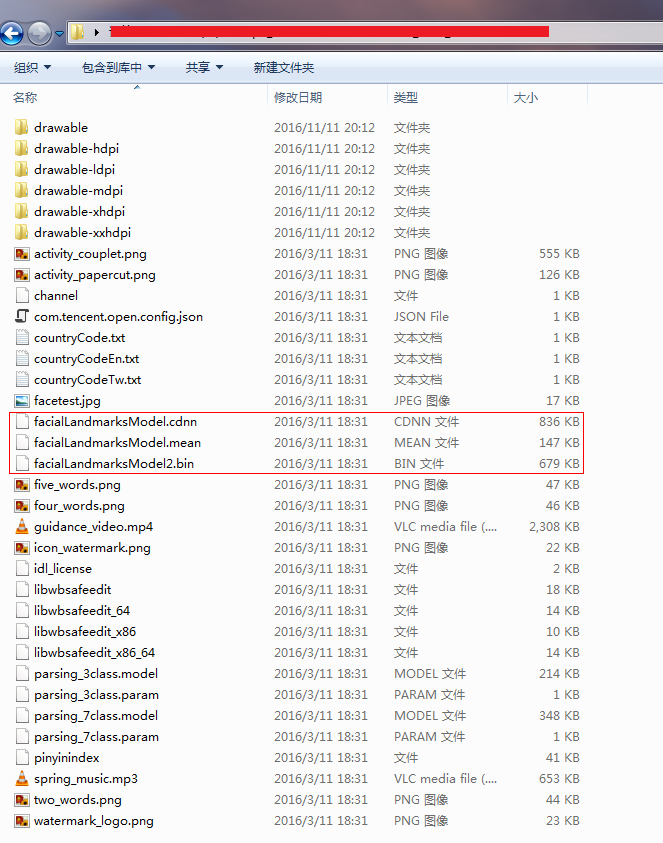 组织 包含到库中 共享 新建文件夹
名称 修改日期 类型 大小
drawable 2016/11/11 20:12 文件夹
drawable-hdpi 2016/11/11 20:12 文件夹
drawable-ldpi 2016/11/11 20:12 文件夹
drawable-mdpi 2016/11/11 20:12 文件夹
drawable-xhdpi 2016/11/11 20:12 文件夹
drawable-xxhdpi 2016/11/11 20:12 文件夹
activity_couplet.png 2016/3/11 18:31 PNG 图像 555 KB
activity_papercut.png 2016/3/11 18:31 PNG 图像 126 KB
channel 2016/3/11 18:31 文件 1 KB
com.tencent.open.config.json 2016/3/11 18:31 JSON File 1 KB
countryCode.txt 2016/3/11 18:31 文本文档 1 KB
countryCodeEn.txt 2016/3/11 18:31 文本文档 1 KB
countryCodeTw.txt 2016/3/11 18:31 文本文档 1 KB
facetest.jpg 2016/3/11 18:31 JPEG 图像 17 KB
facialLandmarksModel.cdnn 2016/3/11 18:31 CDNN 文件 836 KB
facialLandmarksModel.mean 2016/3/11 18:31 MEAN 文件 147 KB
facialLandmarksModel2.bin 2016/3/11 18:31 BIN 文件 679 KB
five_words.png 2016/3/11 18:31 PNG 图像 47 KB
four_words.png 2016/3/11 18:31 PNG 图像 46 KB
guidance_video.mp4 2016/3/11 18:31 VLC media file (.... 2,308 KB
icon_watermark.png 2016/3/11 18:31 PNG 图像 22 KB
idl_license 2016/3/11 18:31 文件 2 KB
libwbsafeedit 2016/3/11 18:31 文件 18 KB
libwbsafeedit_64 2016/3/11 18:31 文件 14 KB
libwbsafeedit_x86 2016/3/11 18:31 文件 10 KB
libwbsafeedit_x86_64 2016/3/11 18:31 文件 14 KB
parsing_3class.model 2016/3/11 18:31 MODEL 文件 214 KB
parsing_3class.param 2016/3/11 18:31 PARAM 文件 1 KB
parsing_7class.model 2016/3/11 18:31 MODEL 文件 348 KB
parsing_7class.param 2016/3/11 18:31 PARAM 文件 1 KB
pinyinindex 2016/3/11 18:31 文件 41 KB
spring_music.mp3 2016/3/11 18:31 VLC media file (.... 653 KB
two_words.png 2016/3/11 18:31 PNG 图像 44 KB
watermark_logo.png 2016/3/11 18:31 PNG 图像 23 KB